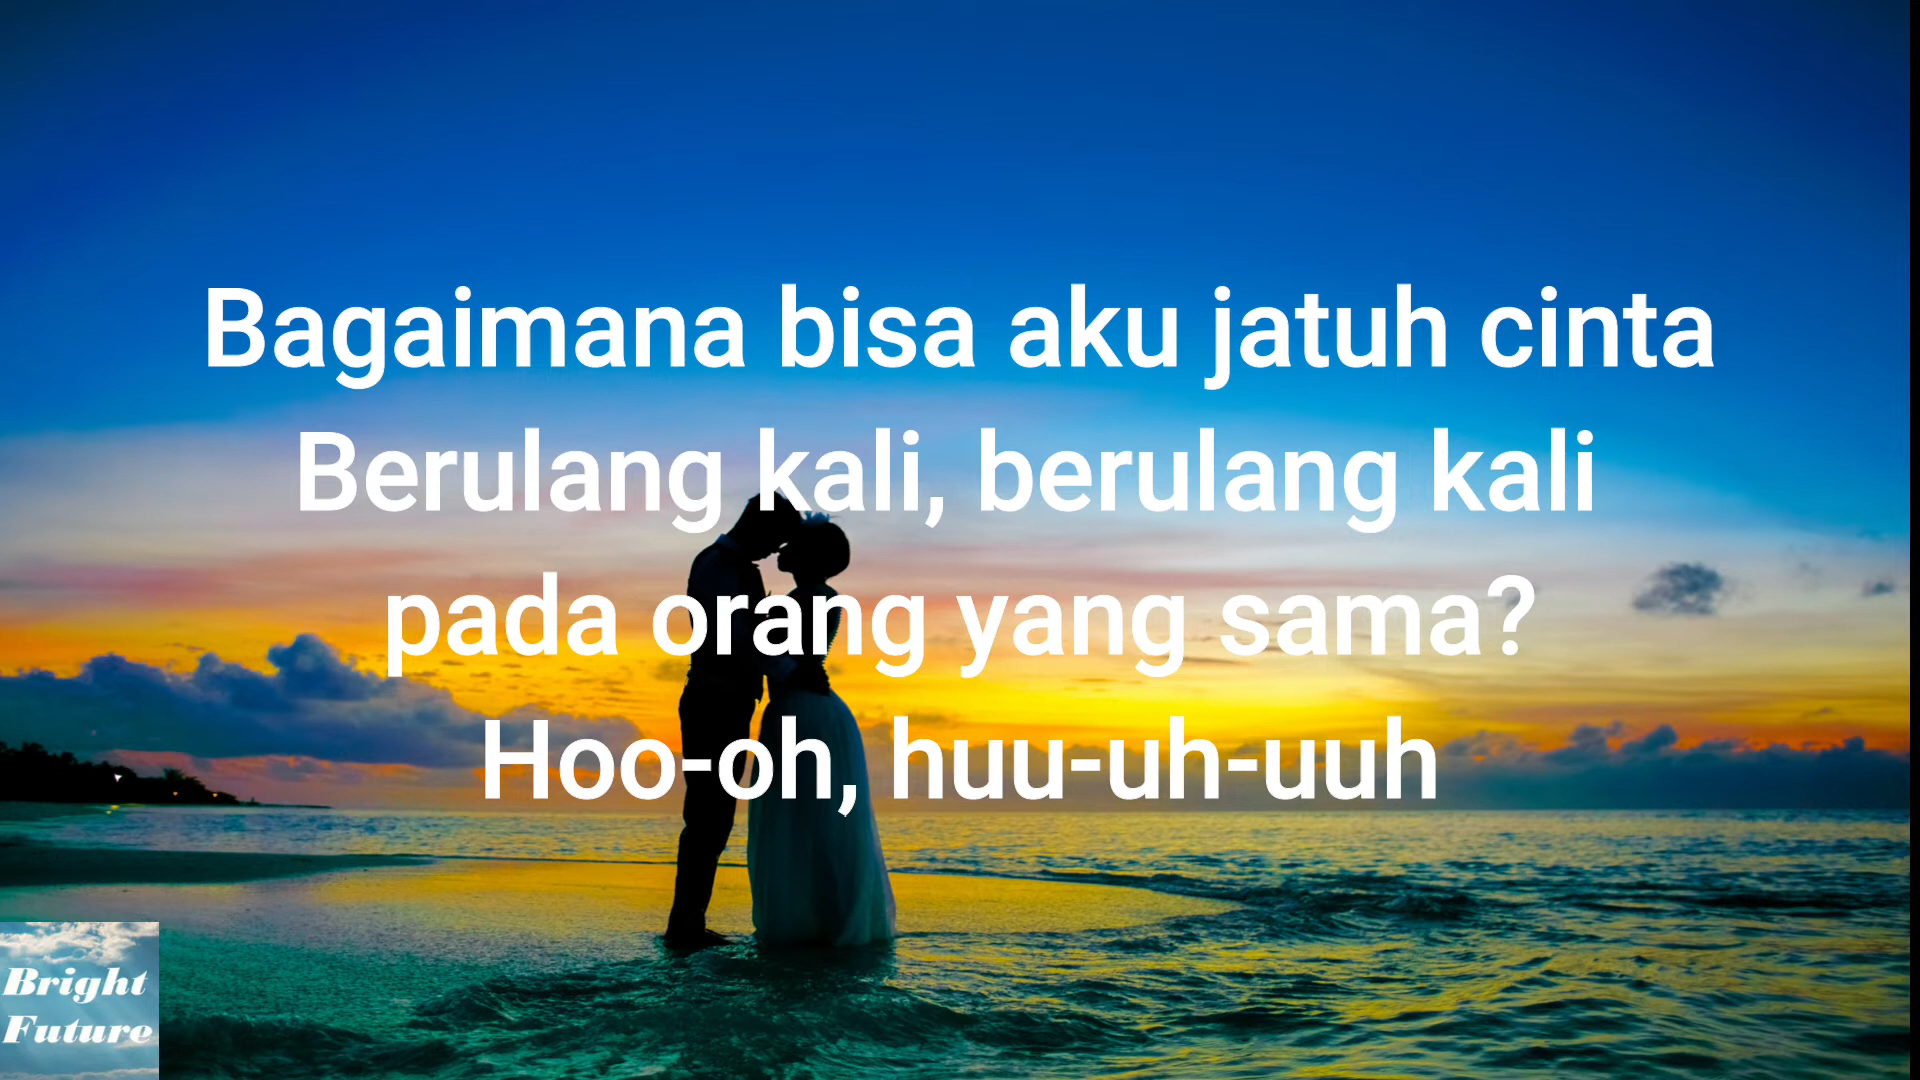 Bagaimana bisa aku jatuh cinta
Berulang kali, berulang kali
pada orang yang sama?
Hoo-oh, huu-uh-uuh
Bright
Future